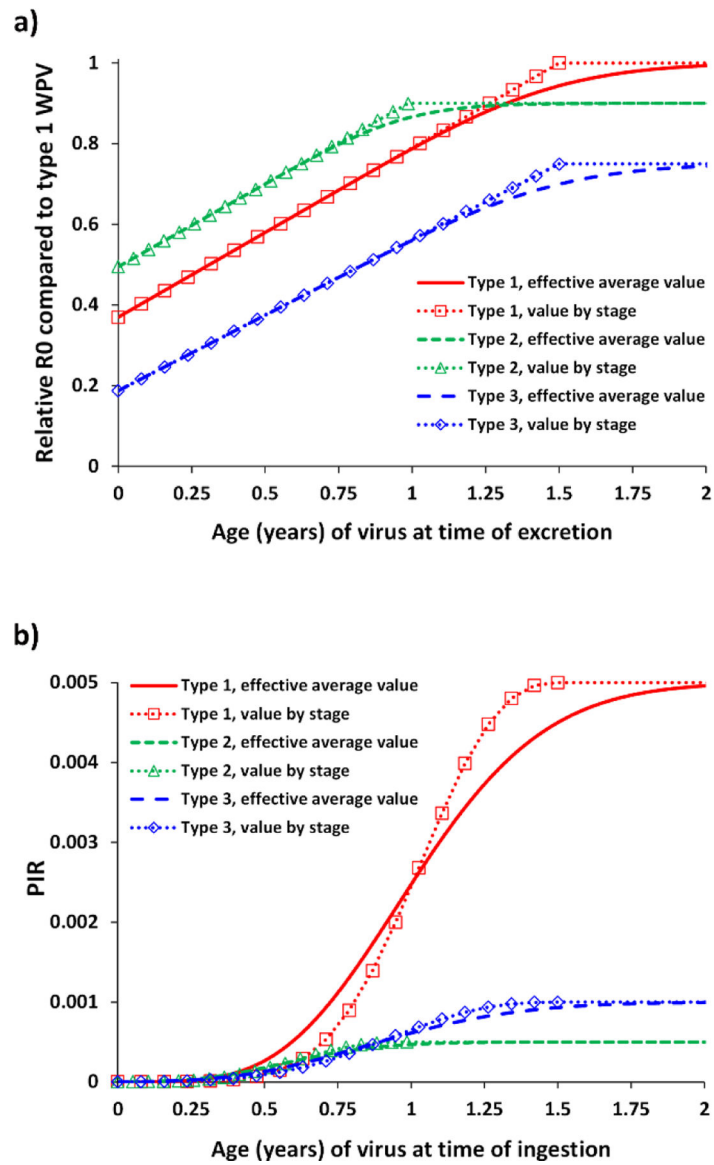 a)
Relative R0 compared to type 1 WPV
1
0.8
0.6
0.4
0.2
0
Type 1, effective average value
Type 1, value by stage
Type 2, effective average value
Type 2, value by stage
Type 3, effective average value
Type 3, value by stage
0 0.25 0.5 0.75 1 1.25 1.5 1.75 2
Age (years) of virus at time of excretion
b)
PIR
0.005
0.004
0.003
0.002
0.001
0
Type 1, effective average value
Type 1, value by stage
Type 2, effective average value
Type 2, value by stage
Type 3, effective average value
Type 3, value by stage
0 0.25 0.5 0.75 1 1.25 1.5 1.75 2
Age (years) of virus at time of ingestion